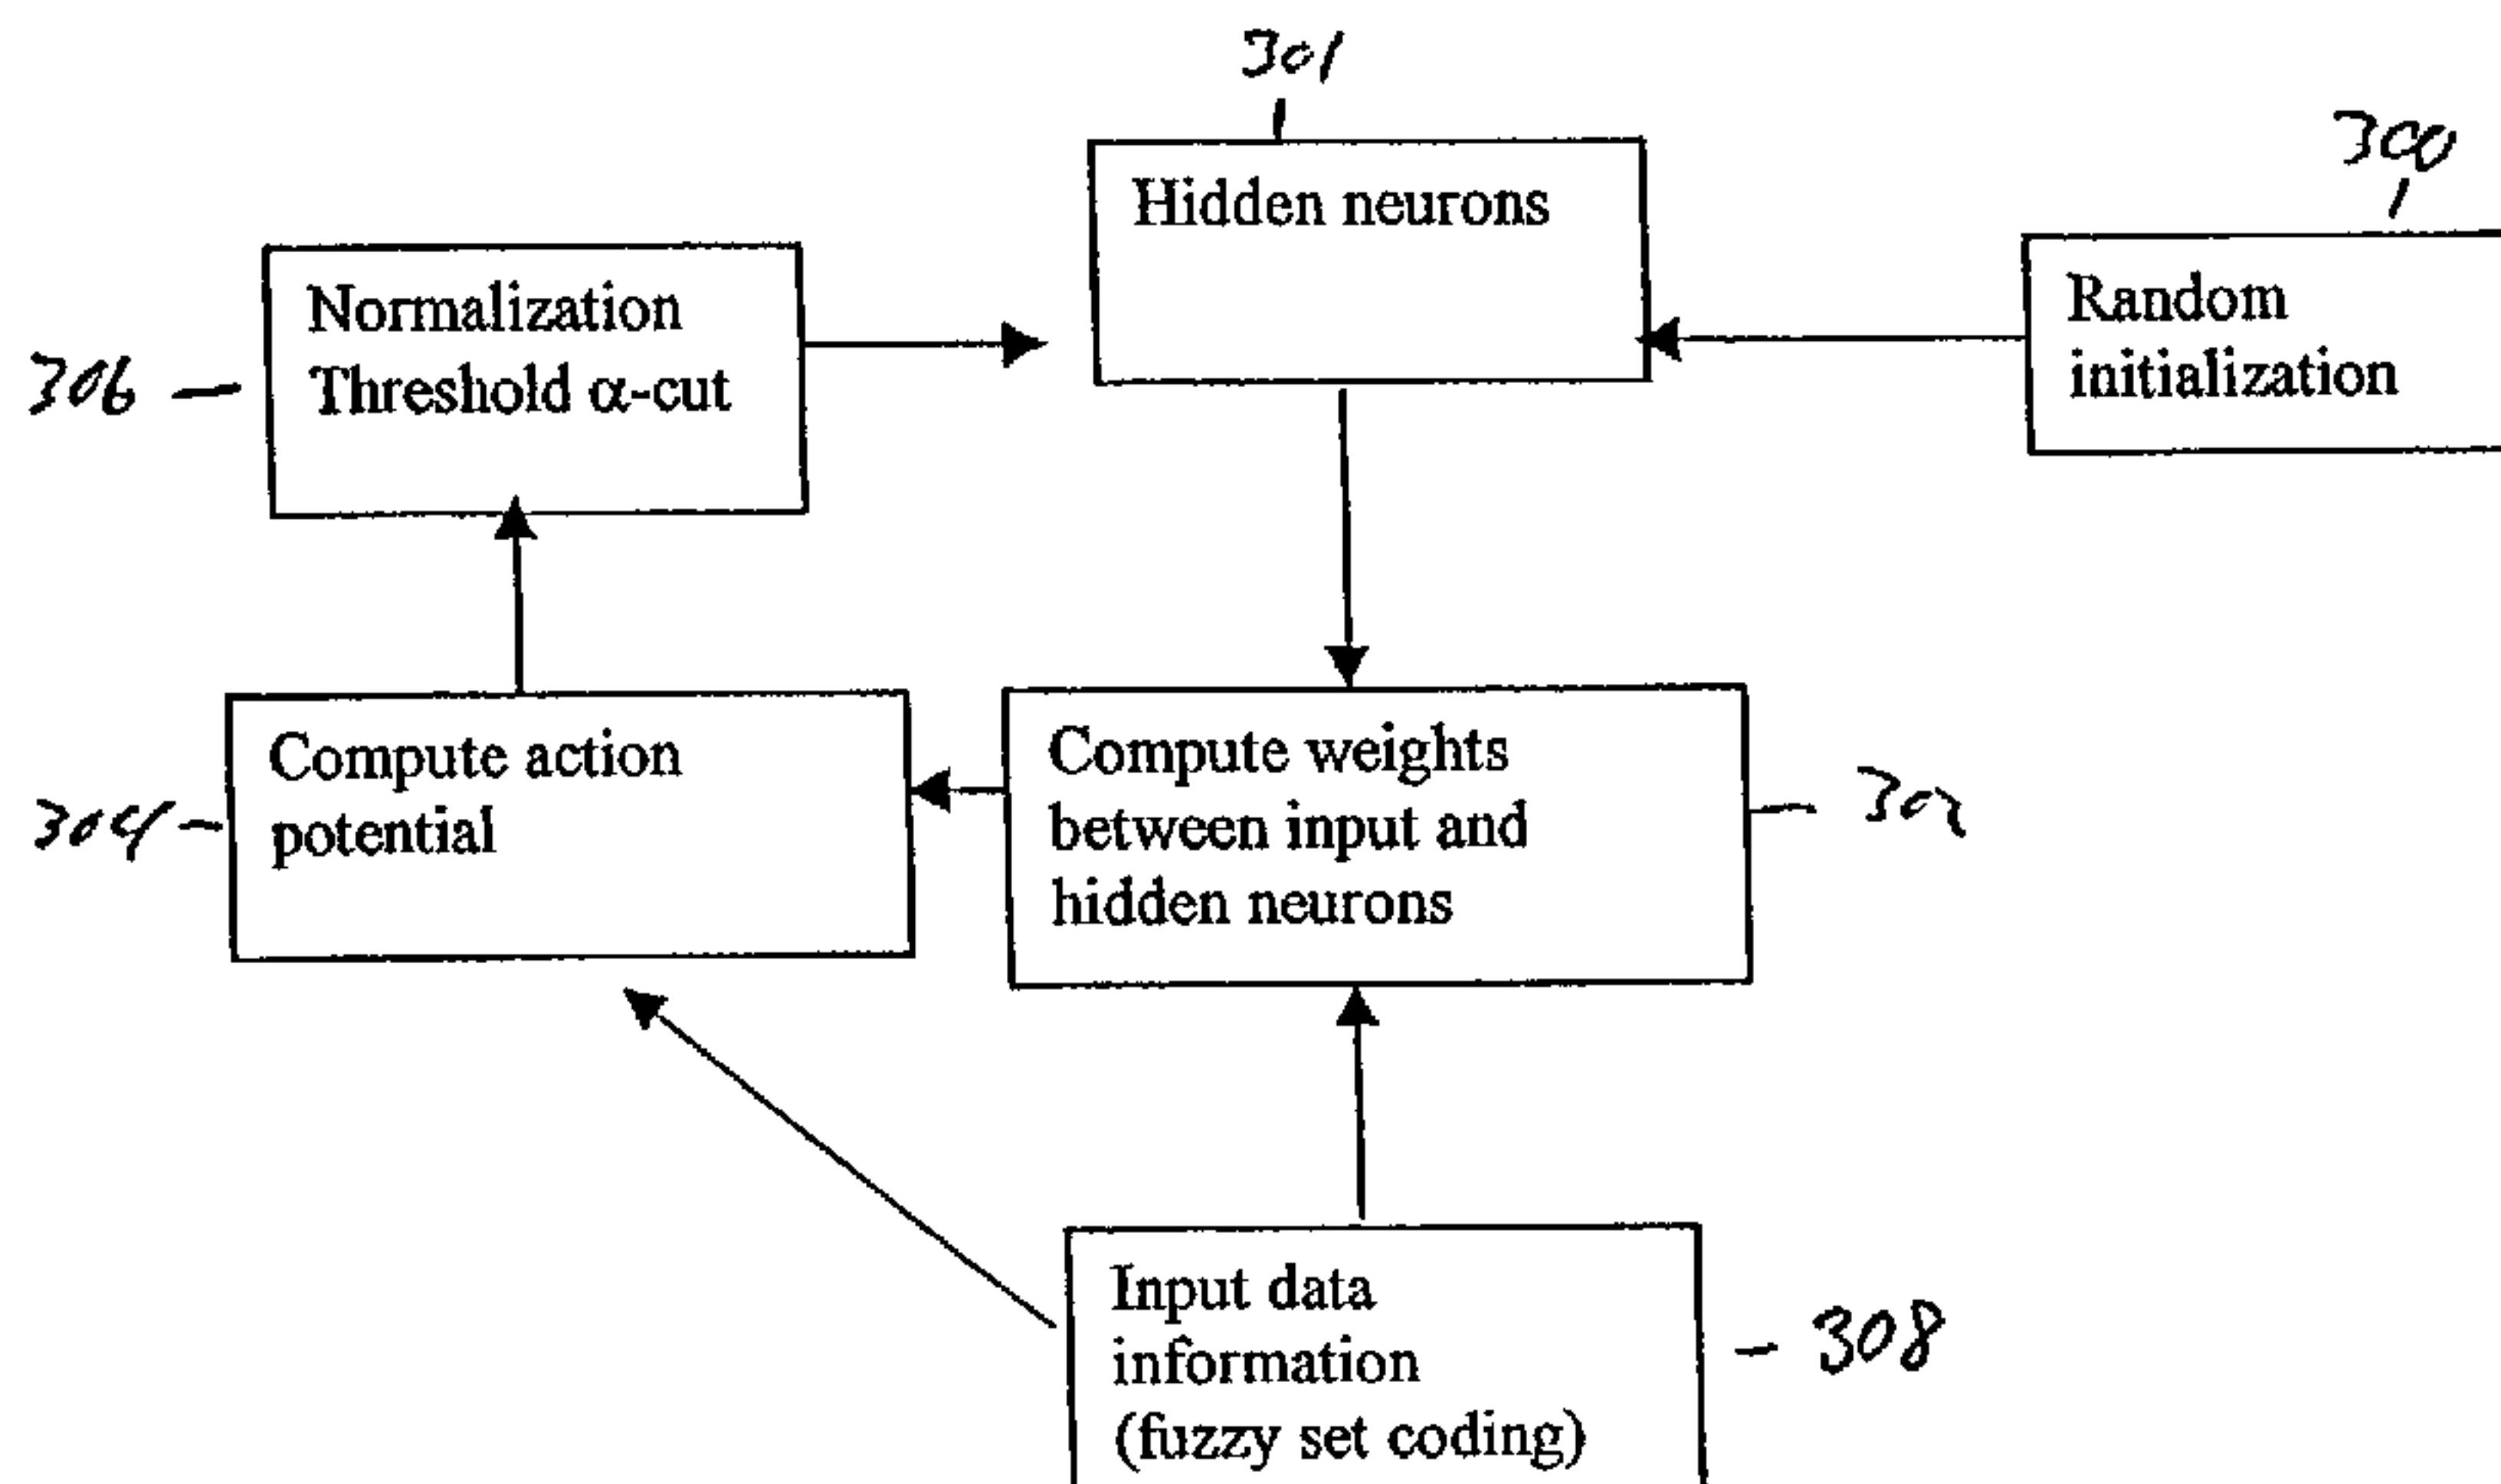 301
300
Hidden neurons
Random
initialization
Normalization
Threshold α-cut
306
Compute action
potential
304
Compute weights
between input and
hidden neurons
302
Input data
information
(fuzzy set coding)
308